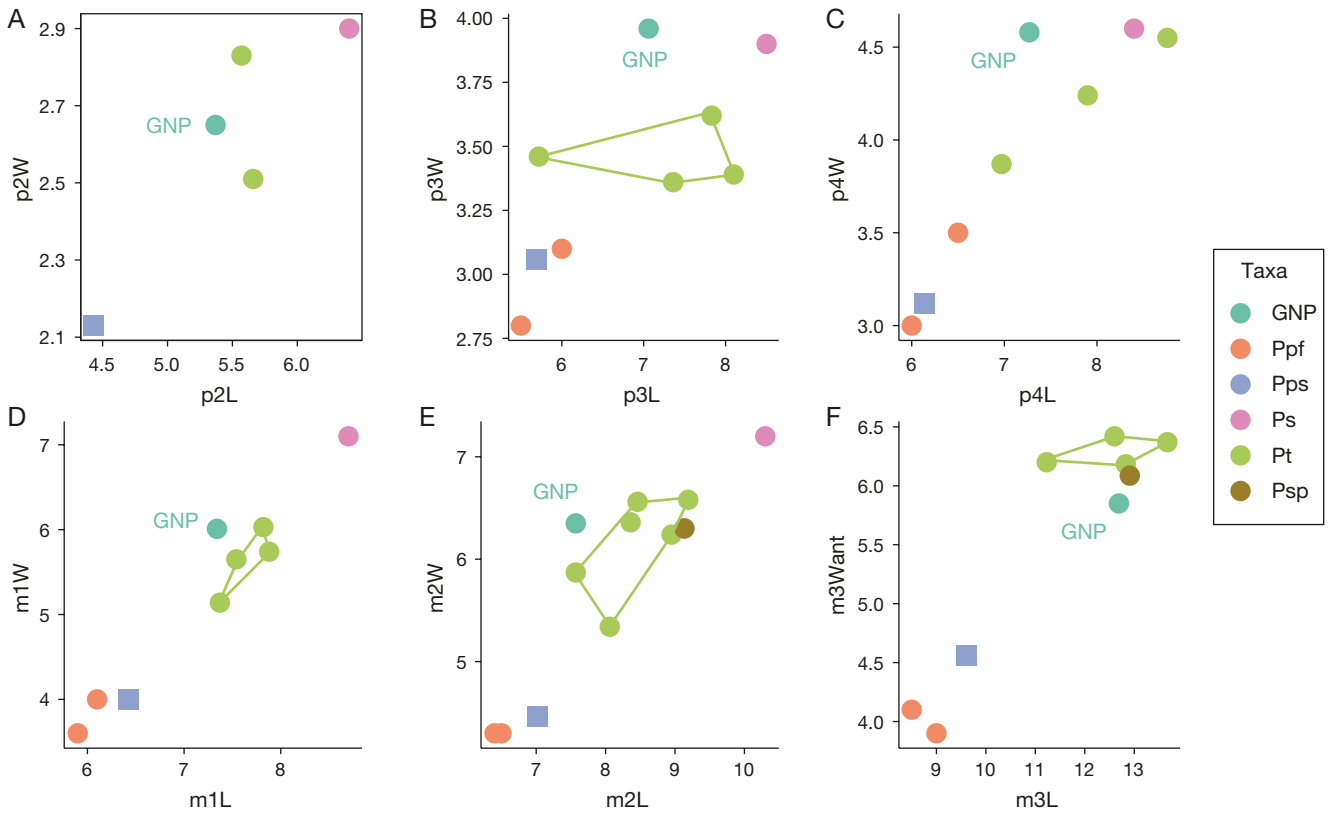 A
p2W
2.9
2.7
2.5
2.3
2.1
GNP
4.5 5.0 5.5 6.0
p2L
B
p3W
4.00
3.75
3.50
3.25
3.00
2.75
GNP
6 7 8
p3L
C
p4W
4.5
4.0
3.5
3.0
GNP
6 7 8
p4L
D
m1W
7
6
5
4
GNP
6 7 8
m1L
E
m2W
7
6
5
GNP
7 8 9 10
m2L
F
m3Want
6.5
6.0
5.5
5.0
4.5
4.0
GNP
9 10 11 12 13
m3L
Taxa
GNP
Ppf
Pps
Ps
Pt
Psp